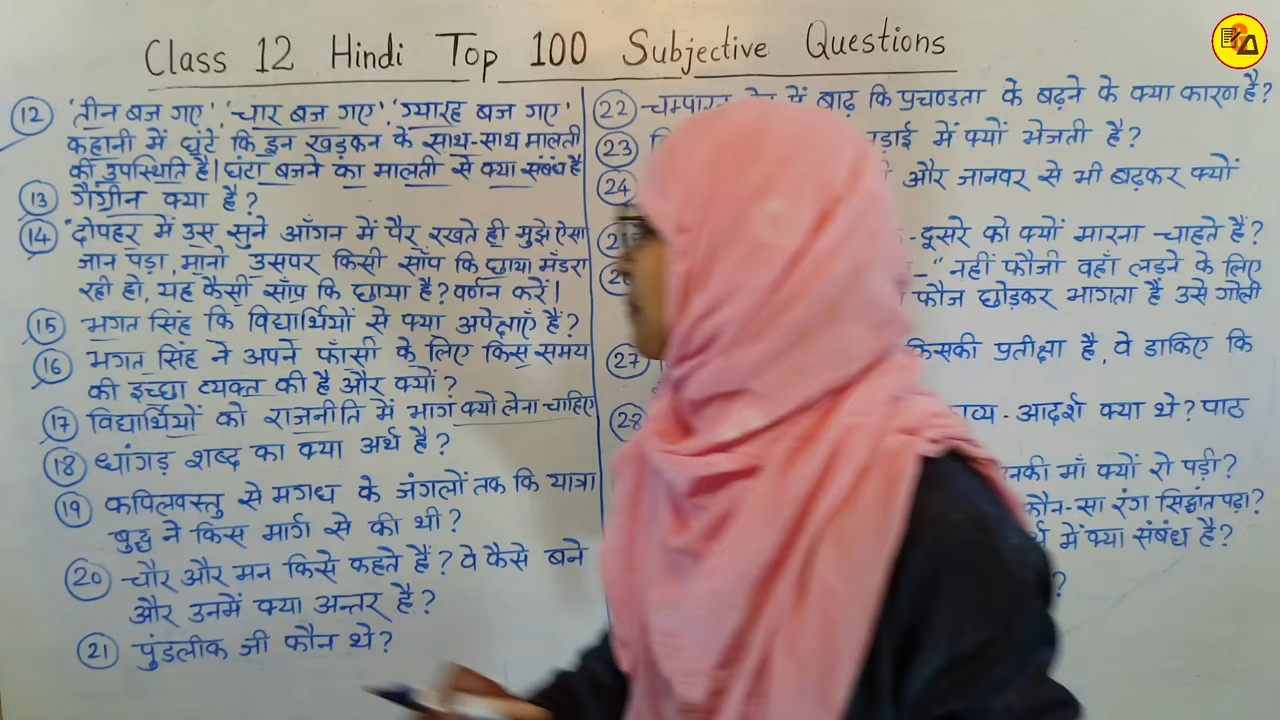 Class 12 Hindi Top 100 Subjective Questions
12 'तीन बज गए', 'चार बज गए', 'ग्यारह बज गए'
कहानी में घंटे कि इन खड़कन के साथ-साथ मालती
की उपस्थिति है। घंटा बजने का मालती से क्या संबंध है
13 गैंग्रीन क्या है?
14 "दोपहर में उस सुने आँगन में पैर रखते ही मुझे ऐसा
जान पड़ा, मानो उसपर किसी साँप कि छाया मँडरा
रही हो, यह कैसी साँप कि छाया है? वर्णन करें।
15 भगत सिंह कि विद्यार्थियों से क्या अपेक्षाएँ हैं?
16 भगत सिंह ने अपने फाँसी के लिए किस समय
की इच्छा व्यक्त की है और क्यों?
17 विद्यार्थियों को राजनीति में भाग क्यो लेना चाहिए
18 धांगड़ शब्द का क्या अर्थ है?
19 कपिलवस्तु से मगध के जंगलों तक कि यात्रा
बुद्ध ने किस मार्ग से की थी?
20 चौर और मन किसे कहते हैं? वे कैसे बने
और उनमें क्या अन्तर है?
21 पुंडलीक जी कौन थे?
22 में बाढ़ कि प्रचण्डता के बढ़ने के क्या कारण है?
23 में क्यों भेजती है?
24 और जानवर से भी बढ़कर क्यों
-दूसरे को क्यों मारना चाहते हैं?
"नहीं फौजी वहाँ लड़ने के लिए
फौज छोड़कर भागता है उसे गोली
27 किसकी प्रतीक्षा है, वे डाकिए कि
28 आदर्श क्या थे? पाठ
माँ क्यों रो पड़ी?
कौन-सा रंग सिद्धांत पढ़ा?
में क्या संबंध है?
?